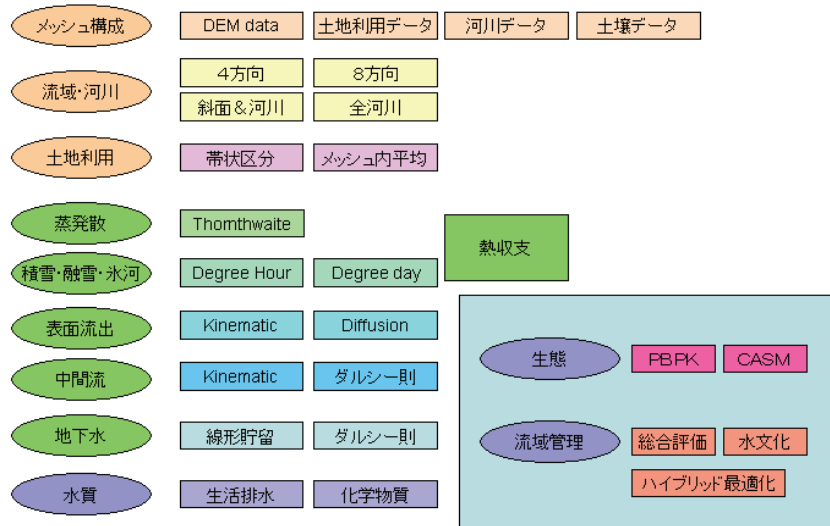 メッシュ構成 DEM data 土地利用データ 河川データ 土壌データ
流域・河川 4方向 8方向
斜面&河川 全河川
土地利用 帯状区分 メッシュ内平均
蒸発散 Thornthwaite
熱収支
積雪・融雪・氷河 Degree Hour Degree day
表面流出 Kinematic Diffusion
中間流 Kinematic ダルシー則
地下水 線形貯留 ダルシー則
水質 生活排水 化学物質
生態 PBPK CASM
流域管理 総合評価 水文化
ハイブリッド最適化